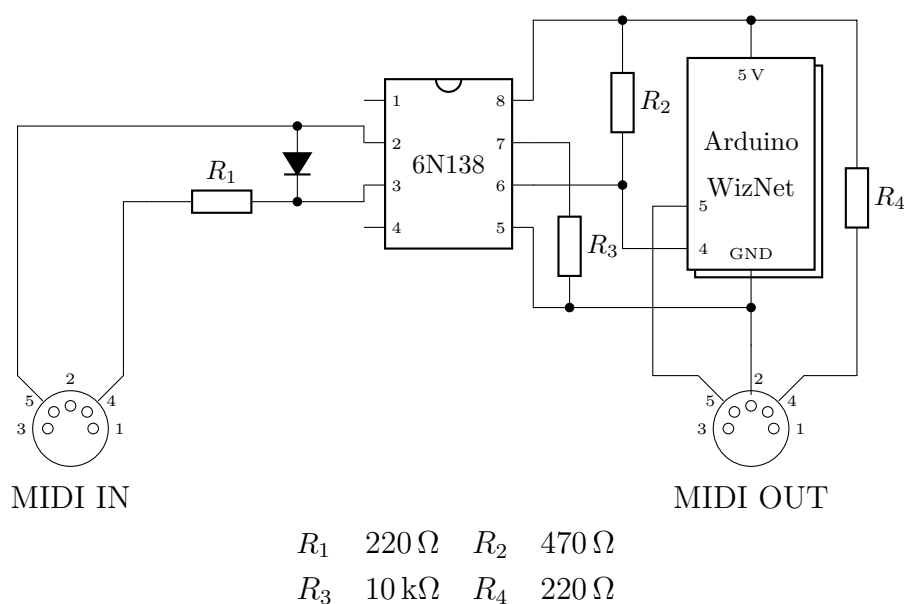 5 V
1
8
R2
2
7
Arduino
6N138
R1
WizNet
3
6
R4
5
4
5
R3
4
GND
2
2
5
4
5
4
3
1
3
1
MIDI IN
MIDI OUT
R1 220 Ω R2 470 Ω
R3 10 kΩ R4 220 Ω